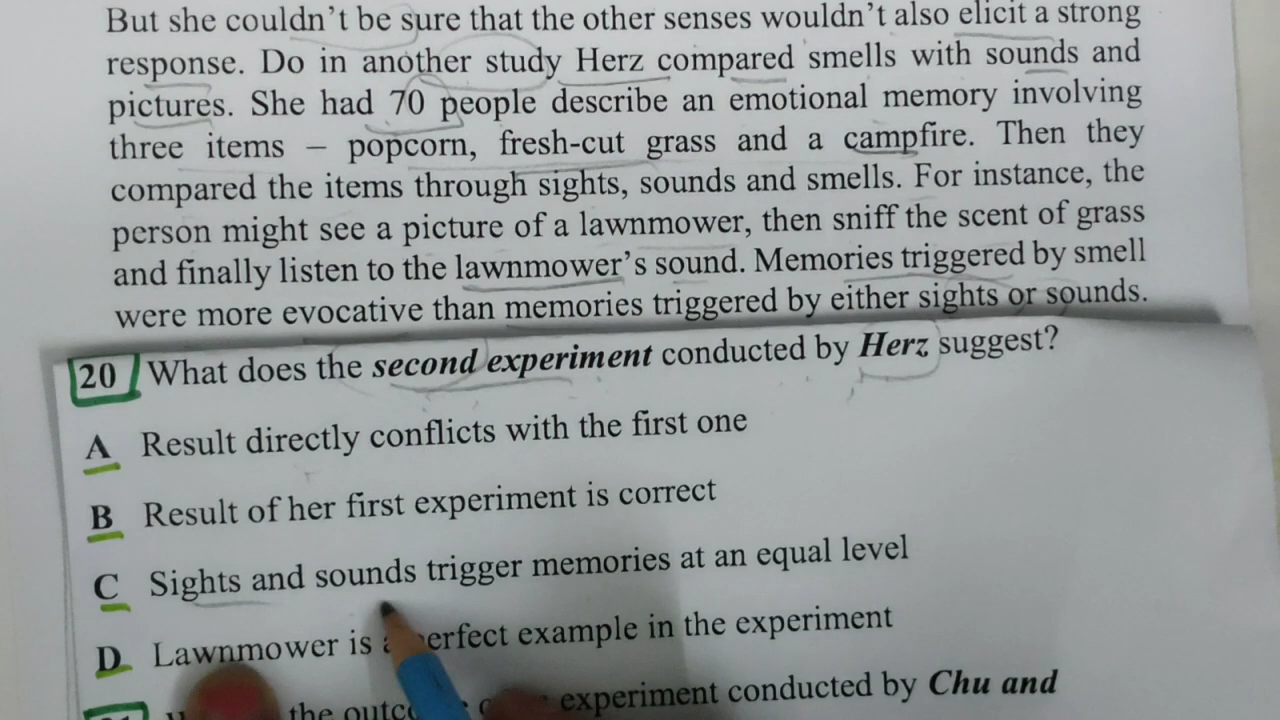 But she couldn't be sure that the other senses wouldn't also elicit a strong
response. Do in another study Herz compared smells with sounds and
pictures. She had 70 people describe an emotional memory involving
three items – popcorn, fresh-cut grass and a campfire. Then they
compared the items through sights, sounds and smells. For instance, the
person might see a picture of a lawnmower, then sniff the scent of grass
and finally listen to the lawnmower's sound. Memories triggered by smell
were more evocative than memories triggered by either sights or sounds.
20 What does the second experiment conducted by Herz suggest?
A Result directly conflicts with the first one
B Result of her first experiment is correct
C Sights and sounds trigger memories at an equal level
D Lawnmower is a perfect example in the experiment
the experiment conducted by Chu and